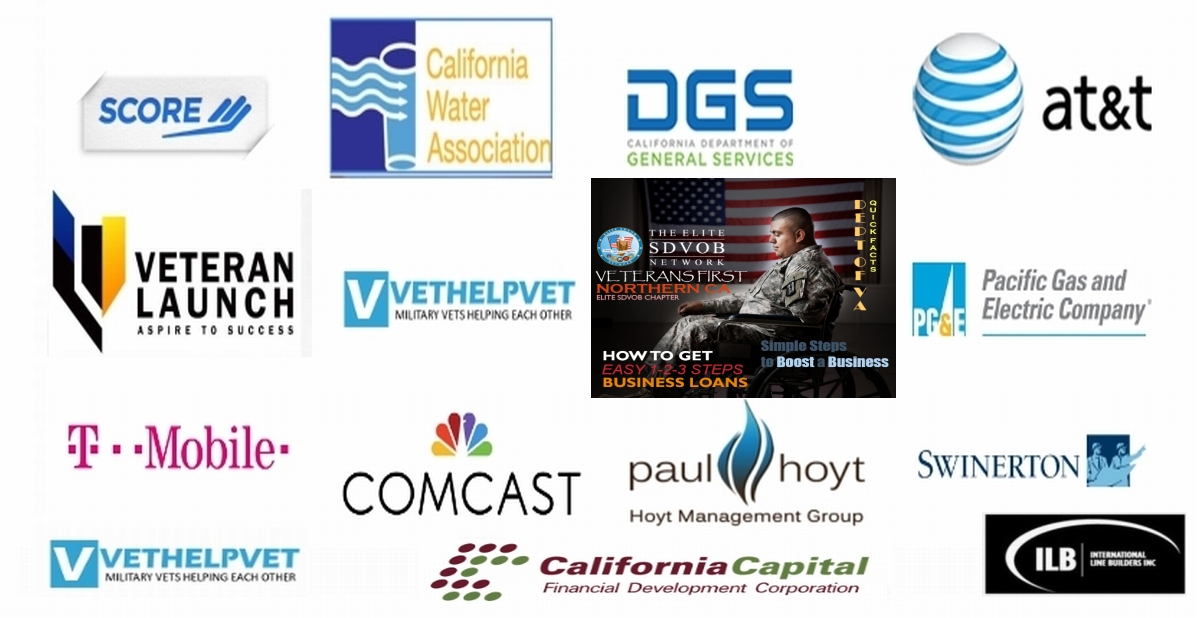 SCORE
California
Water
Association
DGS
CALIFORNIA DEPARTMENT OF
GENERAL SERVICES
at&t
VETERAN
LAUNCH
ASPIRE TO SUCCESS
V VETHELPVET
MILITARY VETS HELPING EACH OTHER
THE ELITE
SDVOB
NETWORK
VETERANS FIRST
NORTHERN CA
ELITE SDVOB CHAPTER
DEPT OF VA
QUICK FACTS
HOW TO GET
EASY 1-2-3 STEPS
BUSINESS LOANS
Simple Steps
to Boost a Business
PG&E
Pacific Gas and
Electric Company®
T··Mobile·
COMCAST
paul hoyt
Hoyt Management Group
SWINERTON
V VETHELPVET
MILITARY VETS HELPING EACH OTHER
CaliforniaCapital
Financial Development Corporation
ILB
INTERNATIONAL
LINE BUILDERS INC